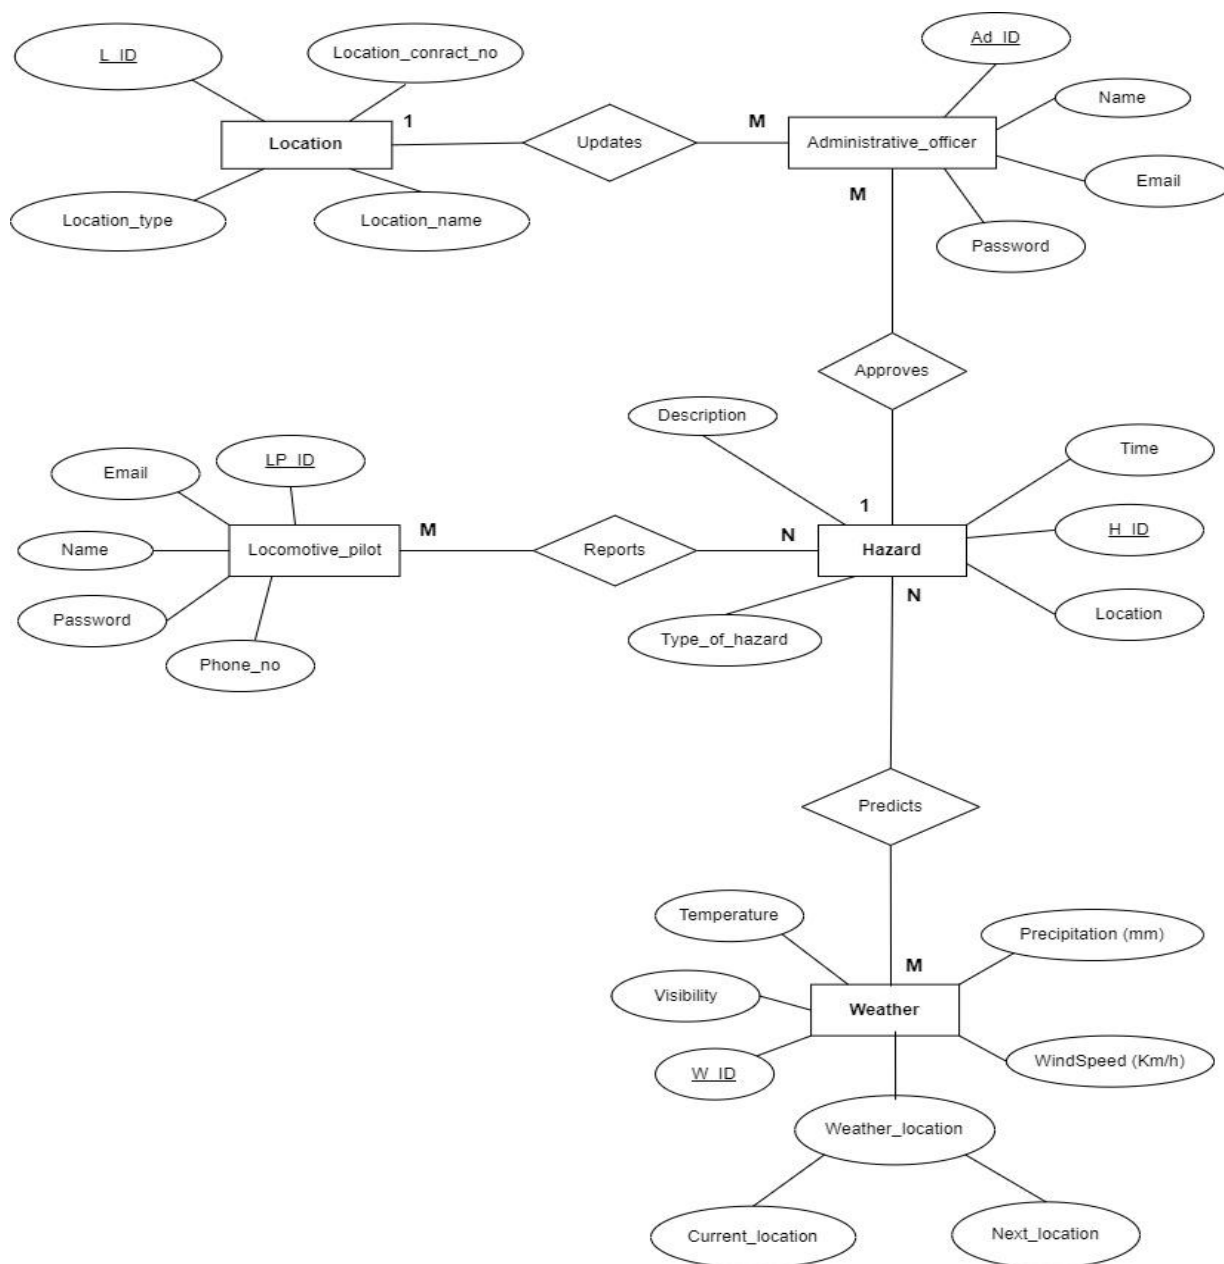 Ad_ID
L_ID
Location_conract_no
Name
1
M
Location
Updates
Administrative_officer
Email
M
Location_type
Location_name
Password
Approves
Description
Time
Email
LP_ID
1
H_ID
M
N
Name
Locomotive_pilot
Reports
Hazard
N
Location
Password
Type_of_hazard
Phone_no
Predicts
Temperature
Precipitation (mm)
M
Visibility
Weather
WindSpeed (Km/h)
W_ID
Weather_location
Current_location
Next_location